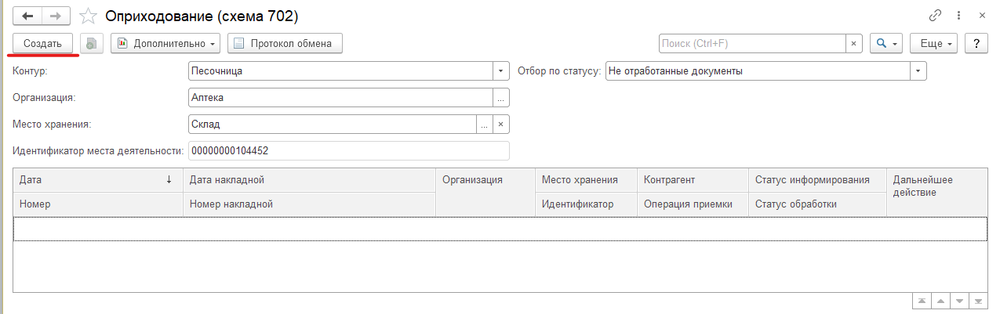 Оприходование (схема 702)
Создать Дополнительно Протокол обмена Поиск (Ctrl+F) × Еще ?
Контур: Песочница Отбор по статусу: Не отработанные документы
Организация: Аптека ...
Место хранения: Склад ... ×
Идентификатор места деятельности: 00000000104452
Дата ↓ Дата накладной Организация Место хранения Контрагент Статус информирования Дальнейшее действие
Номер Номер накладной Идентификатор Операция приемки Статус обработки